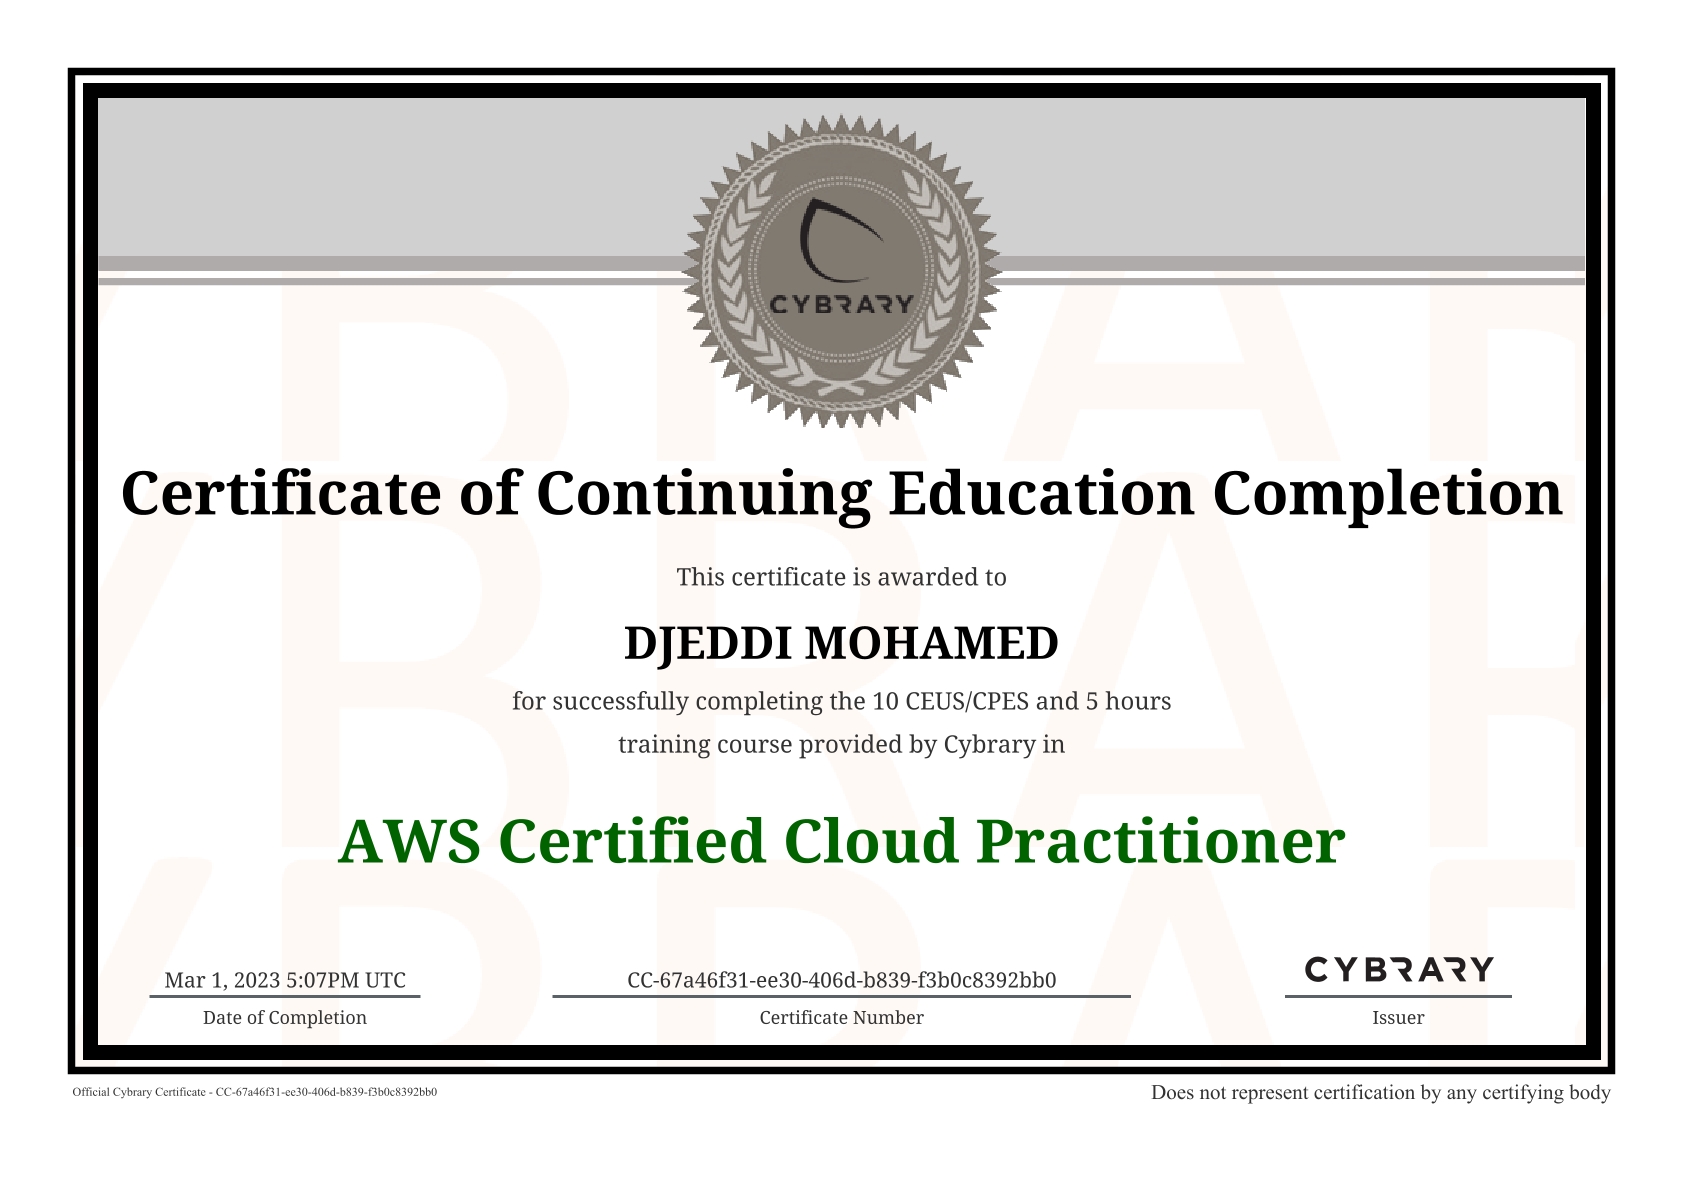 CYBRARY
Certificate of Continuing Education Completion
This certificate is awarded to
DJEDDI MOHAMED
for successfully completing the 10 CEUS/CPES and 5 hours
training course provided by Cybrary in
AWS Certified Cloud Practitioner
Mar 1, 2023 5:07PM UTC
Date of Completion
CC-67a46f31-ee30-406d-b839-f3b0c8392bb0
Certificate Number
CYBRARY
Issuer
Official Cybrary Certificate - CC-67a46f31-ee30-406d-b839-f3b0c8392bb0
Does not represent certification by any certifying body